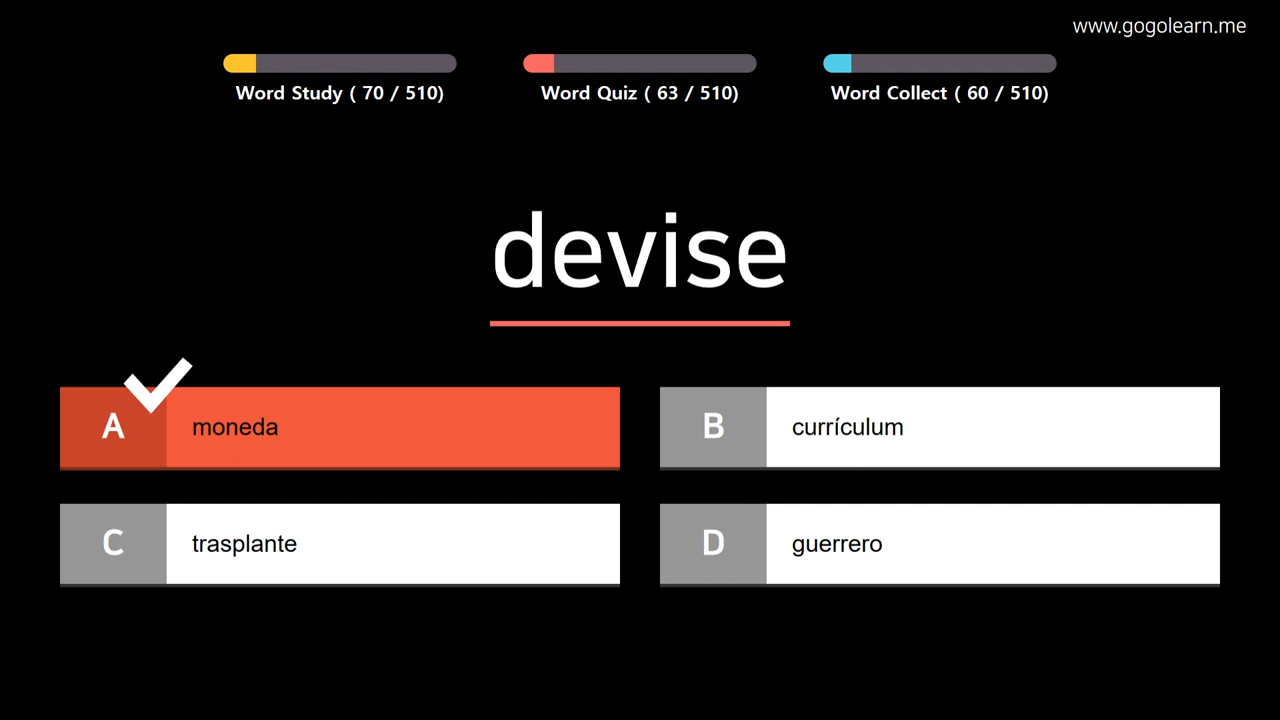 www.gogolearn.me
Word Study ( 70 / 510)
Word Quiz ( 63 / 510)
Word Collect ( 60 / 510)
devise
A moneda
B currículum
C trasplante
D guerrero